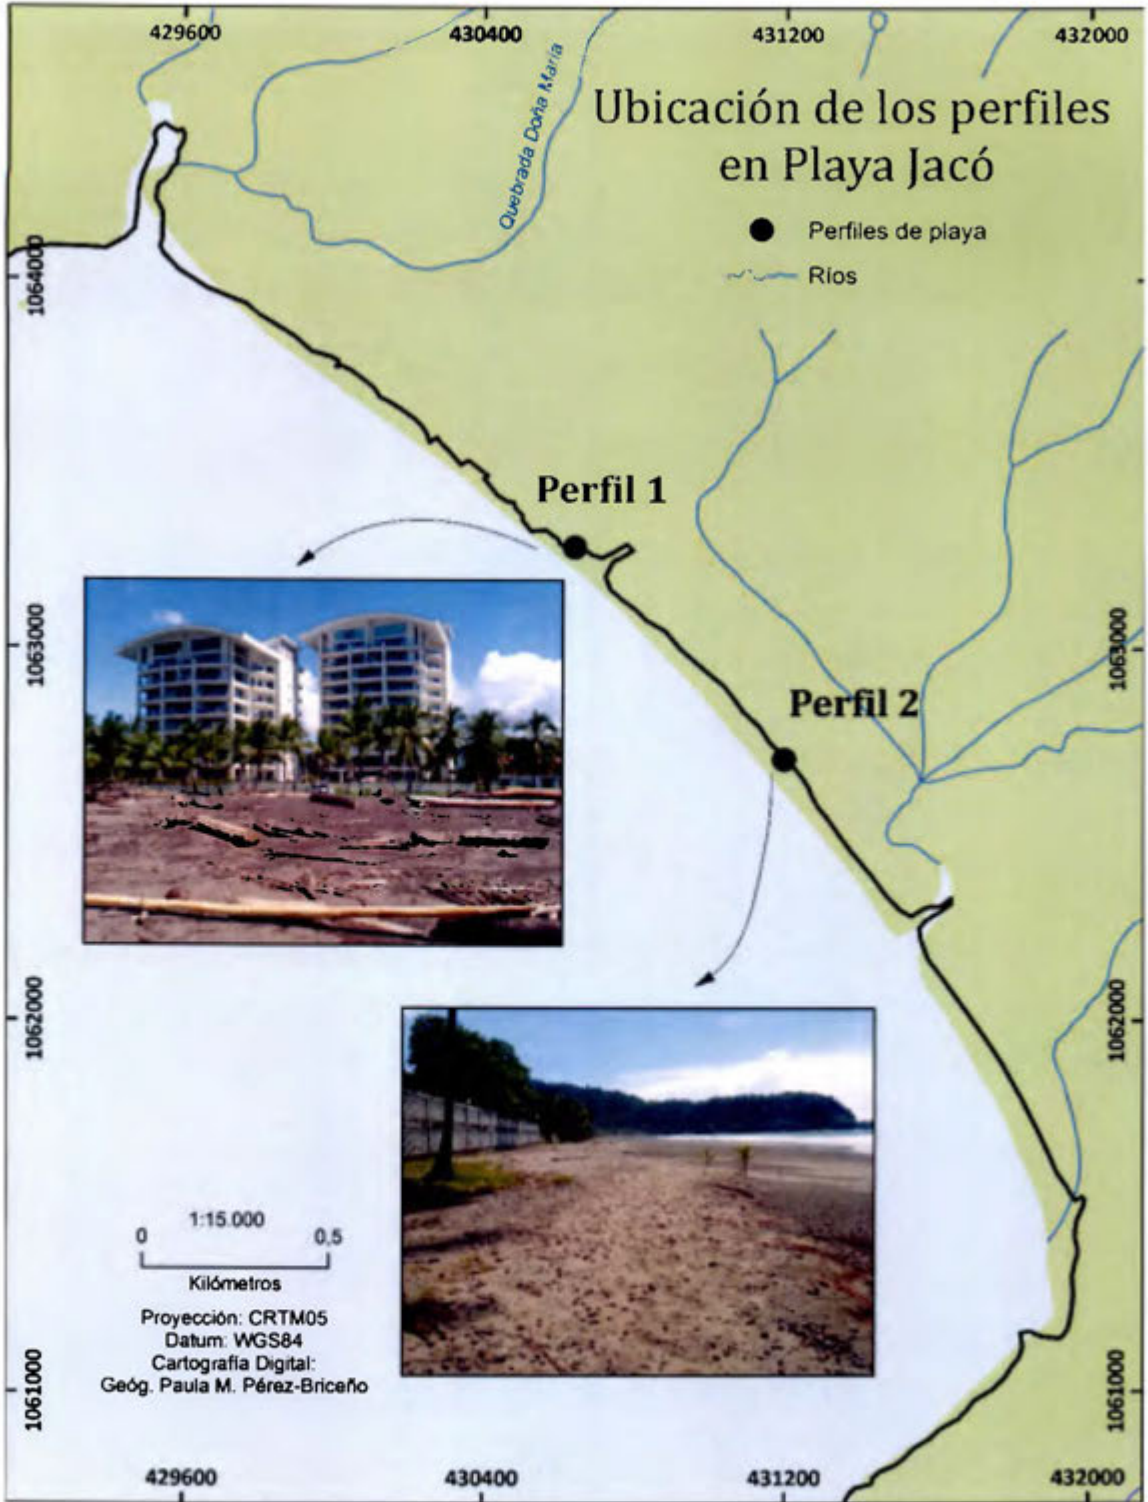 429600
430400
431200
432000
Ubicación de los perfiles
en Playa Jacó
Quebrada Doña María
Perfiles de playa
Ríos
1064000
Perfil 1
1063000
1063000
Perfil 2
1062000
1062000
1:15.000
0
0,5
Kilómetros
Proyección: CRTM05
Datum: WGS84
Cartografía Digital:
Geóg. Paula M. Pérez-Briceño
1061000
1061000
429600
430400
431200
432000